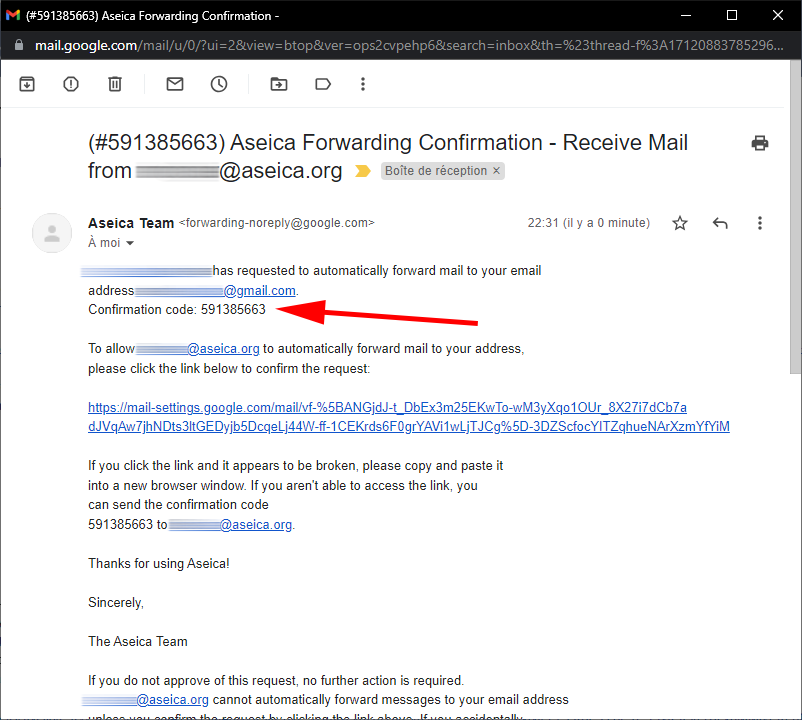 (#591385663) Aseica Forwarding Confirmation -
mail.google.com/mail/u/0/?ui=2&view=btop&ver=ops2cvpehp6&search=inbox&th=%23thread-f%3A17120883785296...
(#591385663) Aseica Forwarding Confirmation - Receive Mail
from @aseica.org Boîte de réception ×
Aseica Team <forwarding-noreply@google.com> 22:31 (il y a 0 minute)
À moi
has requested to automatically forward mail to your email
address @gmail.com.
Confirmation code: 591385663
To allow @aseica.org to automatically forward mail to your address,
please click the link below to confirm the request:
https://mail-settings.google.com/mail/vf-%5BANGjdJ-t_DbEx3m25EKwTo-wM3yXqo1OUr_8X27i7dCb7a
dJVqAw7jhNDts3ltGEDyjb5DcqeLj44W-ff-1CEKrds6F0grYAVi1wLjTJCg%5D-3DZScfocYITZqhueNArXzmYfYiM
If you click the link and it appears to be broken, please copy and paste it
into a new browser window. If you aren't able to access the link, you
can send the confirmation code
591385663 to @aseica.org.
Thanks for using Aseica!
Sincerely,
The Aseica Team
If you do not approve of this request, no further action is required.
@aseica.org cannot automatically forward messages to your email address
unless you confirm the request by clicking the link above. If you accidentally